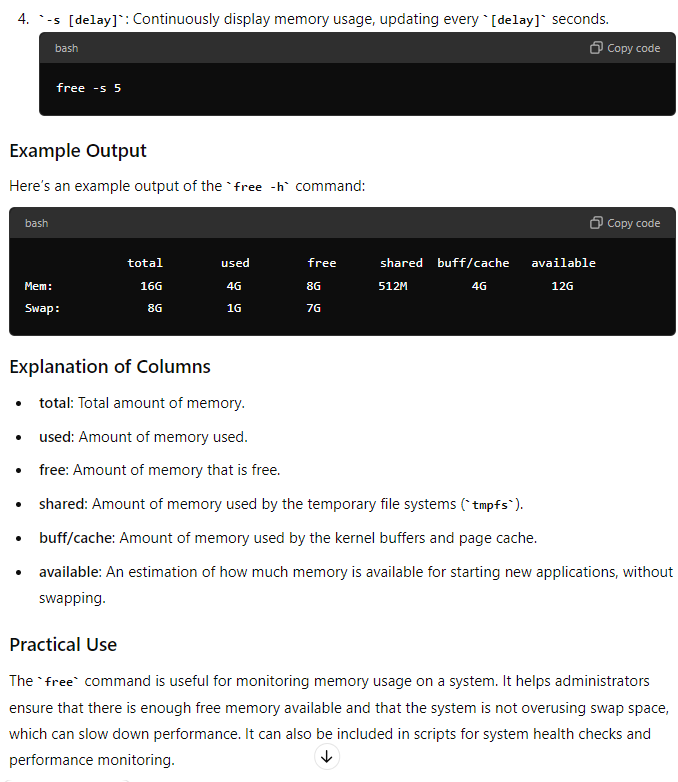 4. `-s [delay]`: Continuously display memory usage, updating every `[delay]` seconds.
bash Copy code
free -s 5
Example Output
Here's an example output of the `free -h` command:
bash Copy code
total used free shared buff/cache available
Mem: 16G 4G 8G 512M 4G 12G
Swap: 8G 1G 7G
Explanation of Columns
• total: Total amount of memory.
• used: Amount of memory used.
• free: Amount of memory that is free.
• shared: Amount of memory used by the temporary file systems (`tmpfs`).
• buff/cache: Amount of memory used by the kernel buffers and page cache.
• available: An estimation of how much memory is available for starting new applications, without
swapping.
Practical Use
The `free` command is useful for monitoring memory usage on a system. It helps administrators
ensure that there is enough free memory available and that the system is not overusing swap space,
which can slow down performance. It can also be included in scripts for system health checks and
performance monitoring.